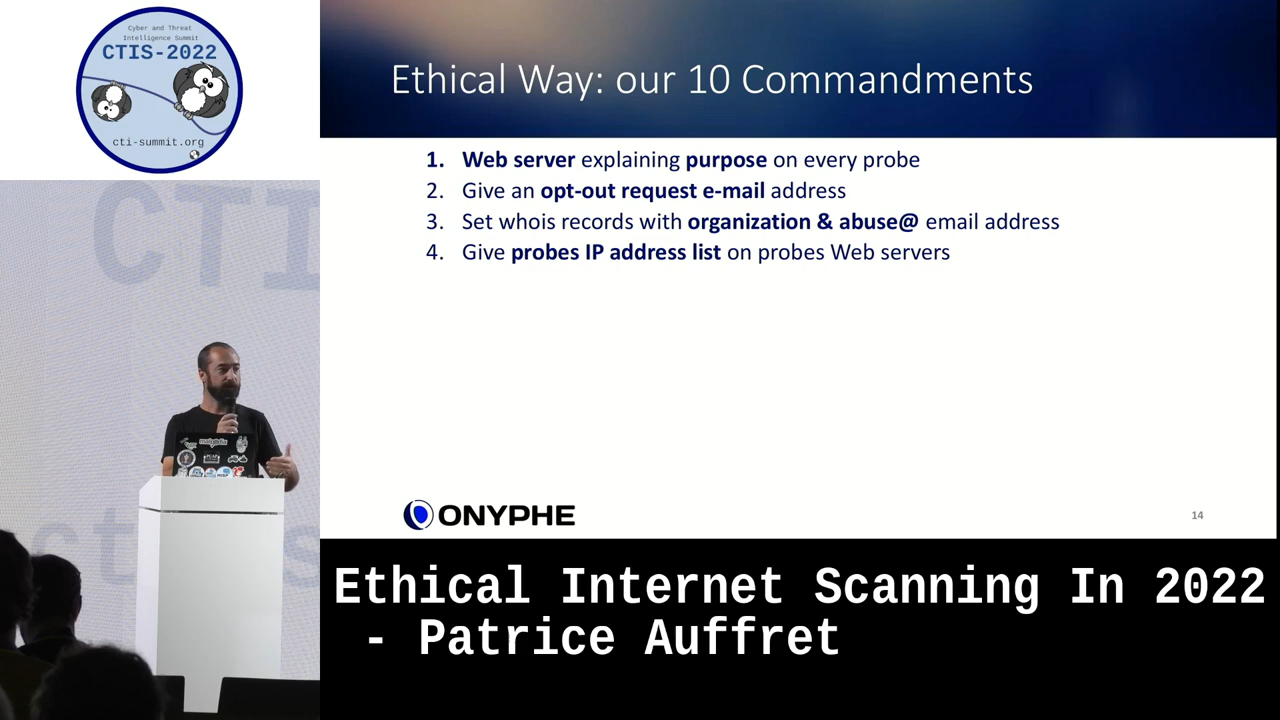 Cyber and Threat
Intelligence Summit
CTIS-2022
cti-summit.org
Ethical Way: our 10 Commandments
1. Web server explaining purpose on every probe
2. Give an opt-out request e-mail address
3. Set whois records with organization & abuse@ email address
4. Give probes IP address list on probes Web servers
ONYPHE
14
CTI
Ethical Internet Scanning In 2022
- Patrice Auffret